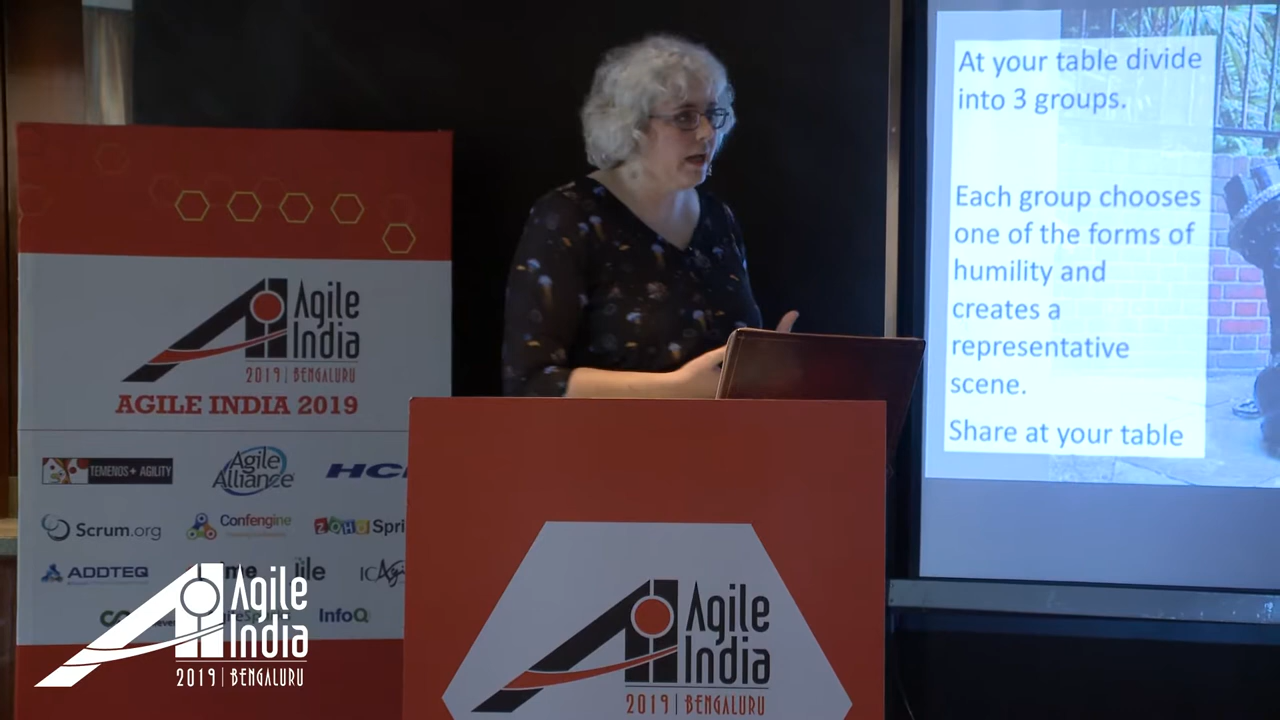 At your table divide
into 3 groups.
Each group chooses
one of the forms of
humility and
creates a
representative
scene.
Share at your table
Agile
India
2019 | BENGALURU
AGILE INDIA 2019
TEMENOS+ AGILITY
Agile
Alliance
HCL
Scrum.org
Confengine
ZOHO Spri
ADDTEQ
InfoQ
Agile
India
2019 | BENGALURU
Agile
India
2019 | BENGALURU